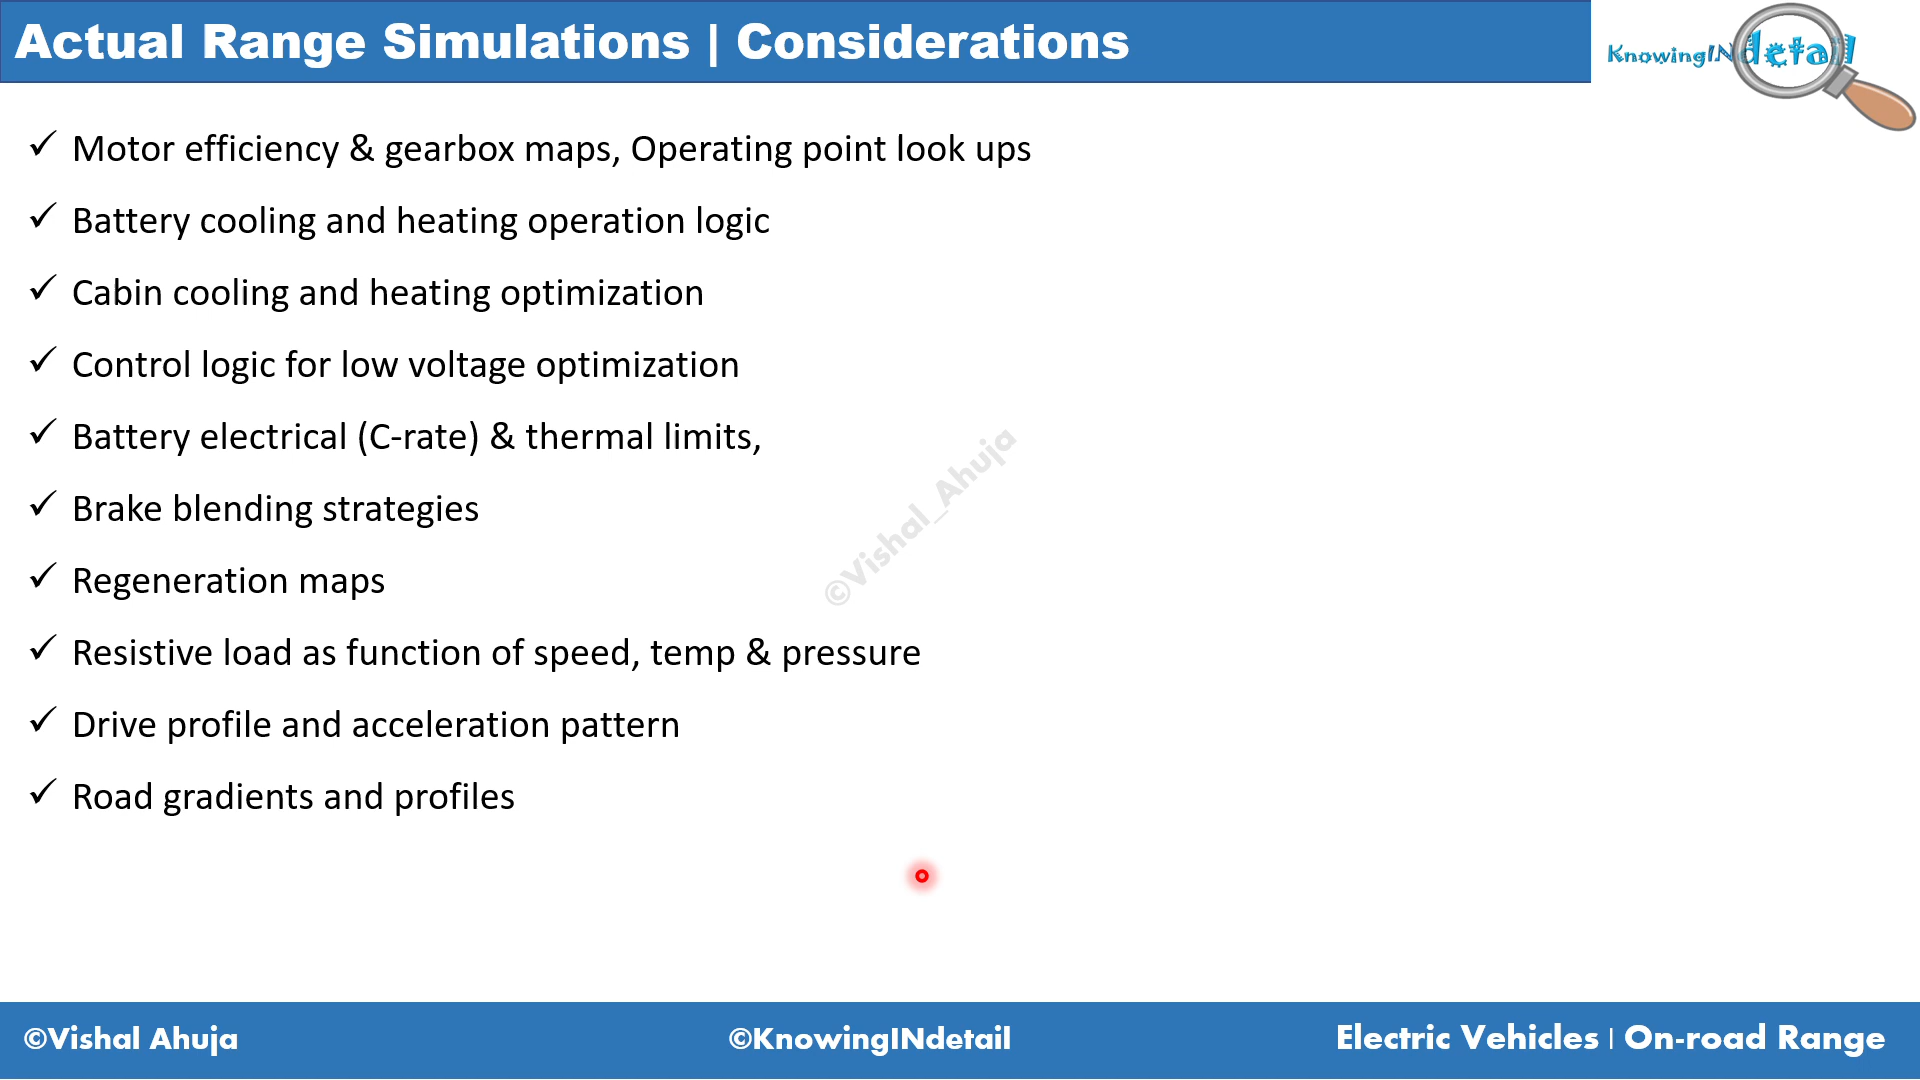 Actual Range Simulations | Considerations
KnowingINdetail
✓ Motor efficiency & gearbox maps, Operating point look ups
✓ Battery cooling and heating operation logic
✓ Cabin cooling and heating optimization
✓ Control logic for low voltage optimization
✓ Battery electrical (C-rate) & thermal limits,
✓ Brake blending strategies
✓ Regeneration maps
✓ Resistive load as function of speed, temp & pressure
✓ Drive profile and acceleration pattern
✓ Road gradients and profiles
©Vishal_Ahuja
©Vishal Ahuja
©KnowingINdetail
Electric Vehicles | On-road Range